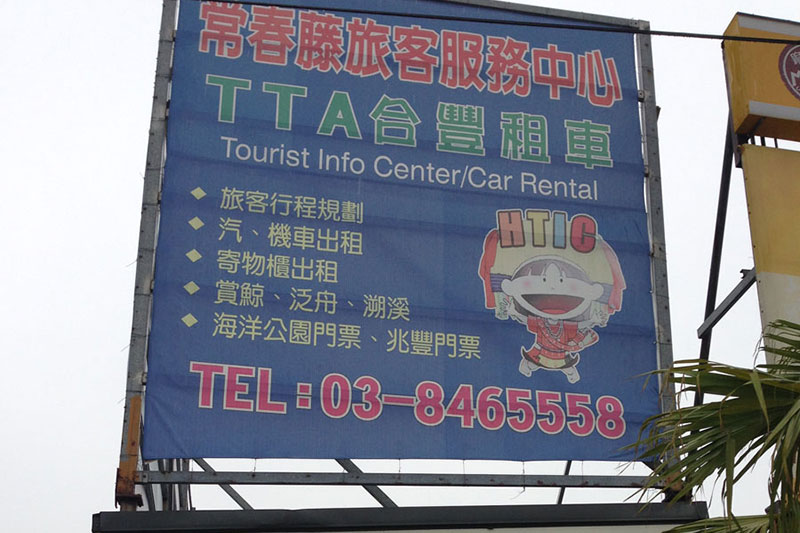 常春藤旅客服務中心
TTA合豐租車
Tourist Info Center/Car Rental
◆ 旅客行程規劃
◆ 汽、機車出租
◆ 寄物櫃出租
◆ 賞鯨、泛舟、溯溪
◆ 海洋公園門票、兆豐門票
HTIC
TEL:03-8465558